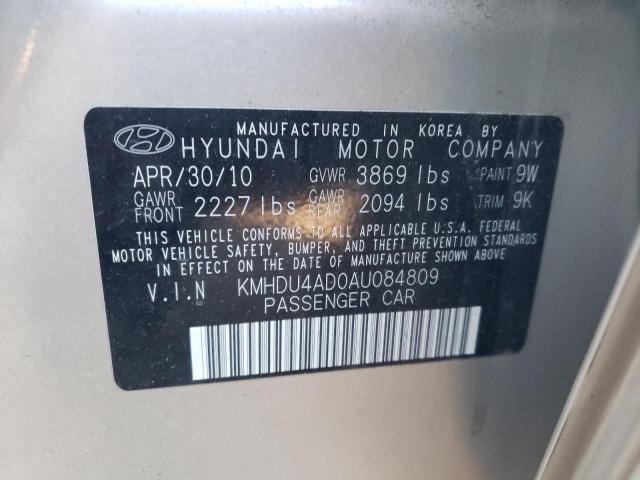 MANUFACTURED IN KOREA BY
HYUNDAI MOTOR COMPANY
APR/30/10 GVWR 3869 lbs PAINT 9W
GAWR FRONT 2227 lbs GAWR REAR 2094 lbs TRIM 9K
THIS VEHICLE CONFORMS TO ALL APPLICABLE U.S.A. FEDERAL
MOTOR VEHICLE SAFETY, BUMPER, AND THEFT PREVENTION STANDARDS
IN EFFECT ON THE DATE OF MANUFACTURE SHOWN ABOVE
V.I.N KMHDU4AD0AU084809
PASSENGER CAR